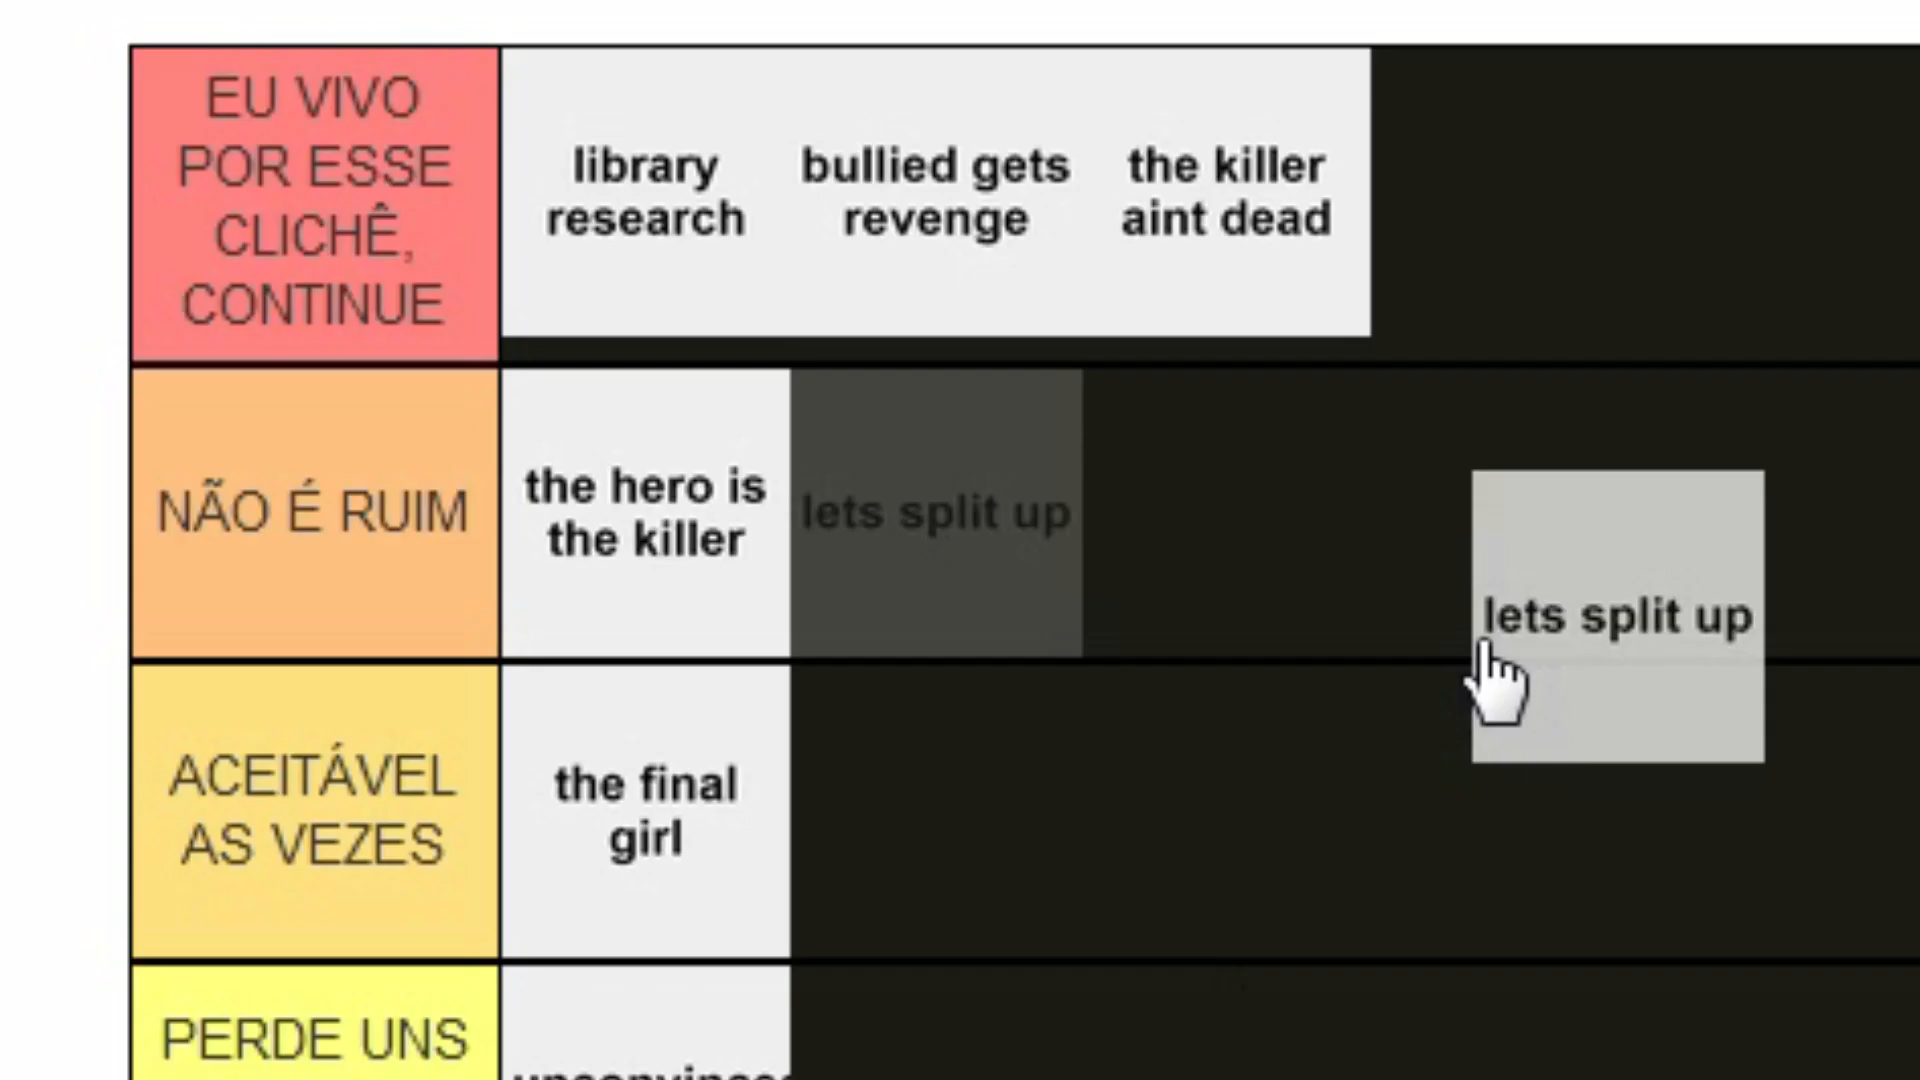 EU VIVO
POR ESSE
CLICHÊ,
CONTINUE
library
research
bullied gets
revenge
the killer
aint dead
NÃO É RUIM
the hero is
the killer
lets split up
lets split up
ACEITÁVEL
AS VEZES
the final
girl
PERDE UNS